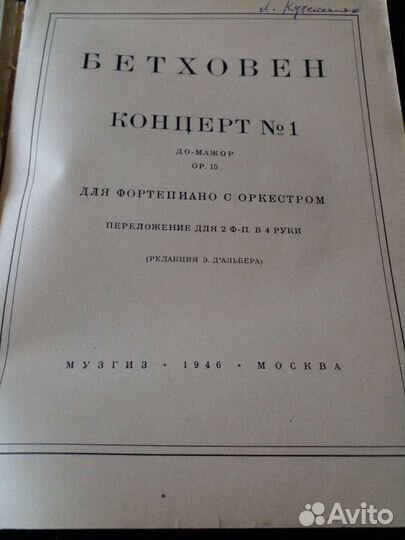 Л. Кузьмина
БЕТХОВЕН
КОНЦЕРТ №1
ДО-МАЖОР
ОР. 15
ДЛЯ ФОРТЕПИАНО С ОРКЕСТРОМ
ПЕРЕЛОЖЕНИЕ ДЛЯ 2 Ф-П. В 4 РУКИ
(РЕДАКЦИЯ Э. Д'АЛЬБЕРА)
МУЗГИЗ • 1946 • МОСКВА
Avito